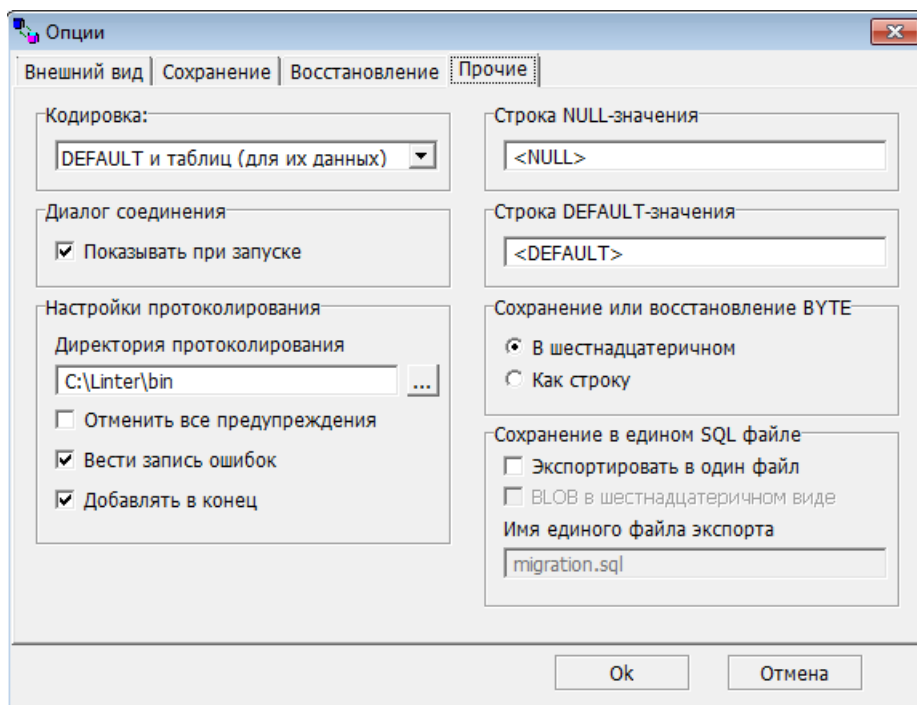 Опции
Внешний вид
Сохранение
Восстановление
Прочие
Кодировка:
DEFAULT и таблиц (для их данных)
Диалог соединения
Показывать при запуске
Настройки протоколирования
Директория протоколирования
C:\Linter\bin
...
Отменить все предупреждения
Вести запись ошибок
Добавлять в конец
Строка NULL-значения
<NULL>
Строка DEFAULT-значения
<DEFAULT>
Сохранение или восстановление BYTE
В шестнадцатеричном
Как строку
Сохранение в едином SQL файле
Экспортировать в один файл
BLOB в шестнадцатеричном виде
Имя единого файла экспорта
migration.sql
Ok
Отмена